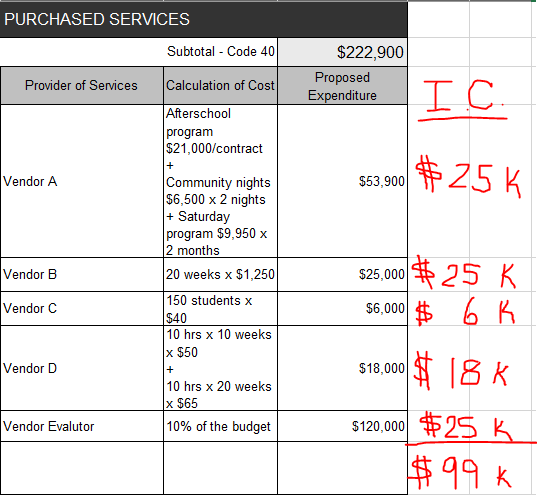 PURCHASED SERVICES
Subtotal - Code 40 $222,900
Provider of Services Calculation of Cost Proposed Expenditure
I.C.
Vendor A
Afterschool
program
$21,000/contract
+
Community nights
$6,500 x 2 nights
+ Saturday
program $9,950 x
2 months
$53,900 $25K
Vendor B 20 weeks x $1,250 $25,000 $25 K
Vendor C
150 students x
$40
$6,000 $ 6 K
Vendor D
10 hrs x 10 weeks
x $50
+
10 hrs x 20 weeks
x $65
$18,000 $ 18 K
Vendor Evalutor 10% of the budget $120,000 $25 K
$99 K